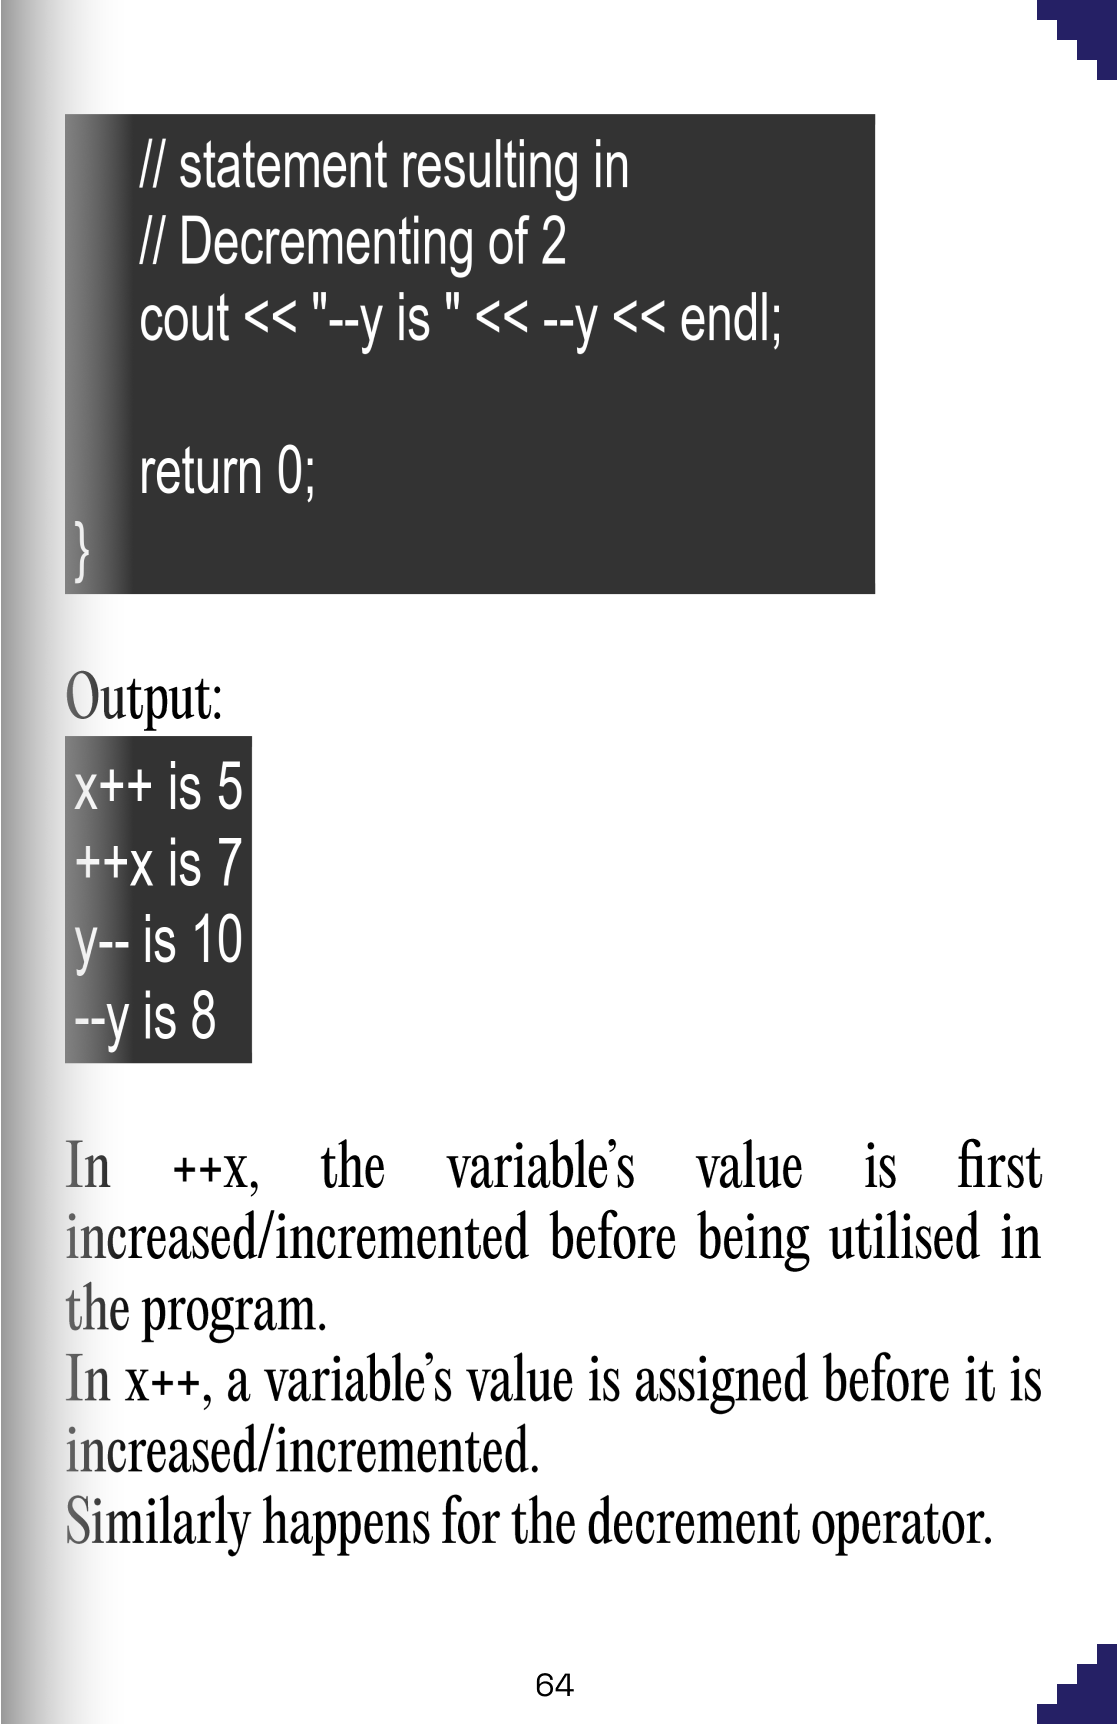 // statement resulting in
// Decrementing of 2
cout << "--y is " << --y << endl;
return 0;
}
Output:
x++ is 5
++x is 7
y-- is 10
--y is 8
In ++x, the variable’s value is first
increased/incremented before being utilised in
the program.
In x++, a variable’s value is assigned before it is
increased/incremented.
Similarly happens for the decrement operator.
64